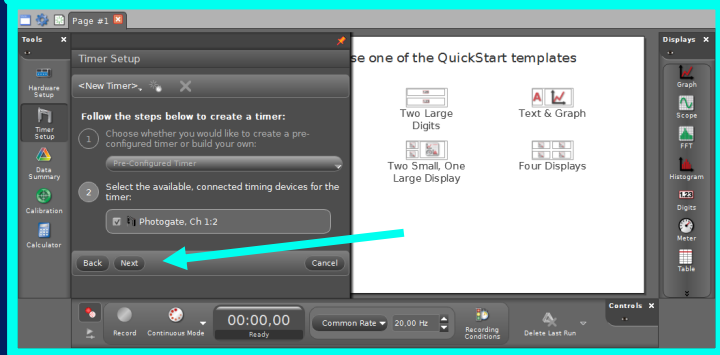 Page #1
Tools
Hardware
Setup
Timer
Setup
Data
Summary
Calibration
Calculator
Timer Setup
<New Timer>
Follow the steps below to create a timer:
1
Choose whether you would like to create a pre-
configured timer or build your own:
Pre-Configured Timer
2
Select the available, connected timing devices for the
timer:
Photogate, Ch 1:2
Back
Next
Cancel
se one of the QuickStart templates
Two Large
Digits
A
Text & Graph
Two Small, One
Large Display
Four Displays
Displays
Graph
Scope
FFT
Histogram
1.23
Digits
Meter
Table
Record
Continuous Mode
00:00,00
Ready
Common Rate
20.00 Hz
Recording
Conditions
Delete Last Run
Controls